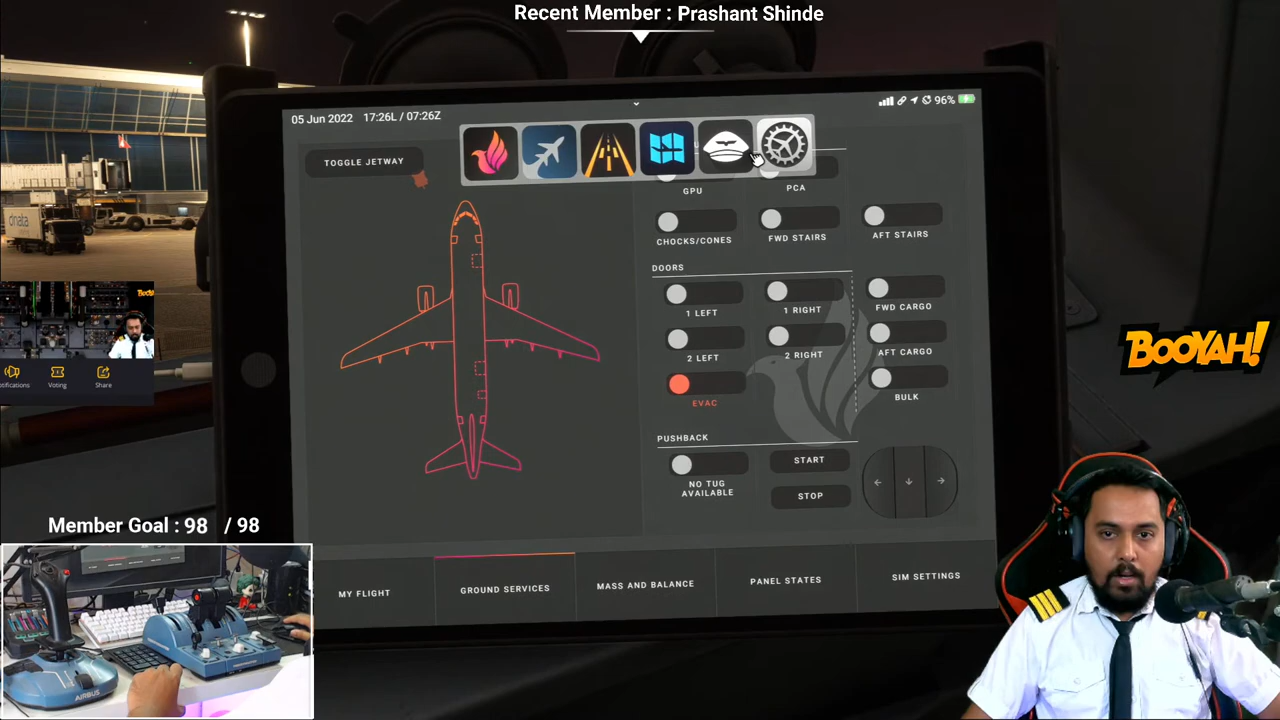 Recent Member : Prashant Shinde
05 Jun 2022 17:26L / 07:26Z
96%
TOGGLE JETWAY
GPU
PCA
CHOCKS/CONES
FWD STAIRS
AFT STAIRS
DOORS
1 LEFT
1 RIGHT
FWD CARGO
2 LEFT
2 RIGHT
AFT CARGO
EVAC
BULK
PUSHBACK
NO TUG
AVAILABLE
START
STOP
MY FLIGHT
GROUND SERVICES
MASS AND BALANCE
PANEL STATES
SIM SETTINGS
dnata
Voting
Share
BOOYAH!
Member Goal : 98 / 98
AIRBUS